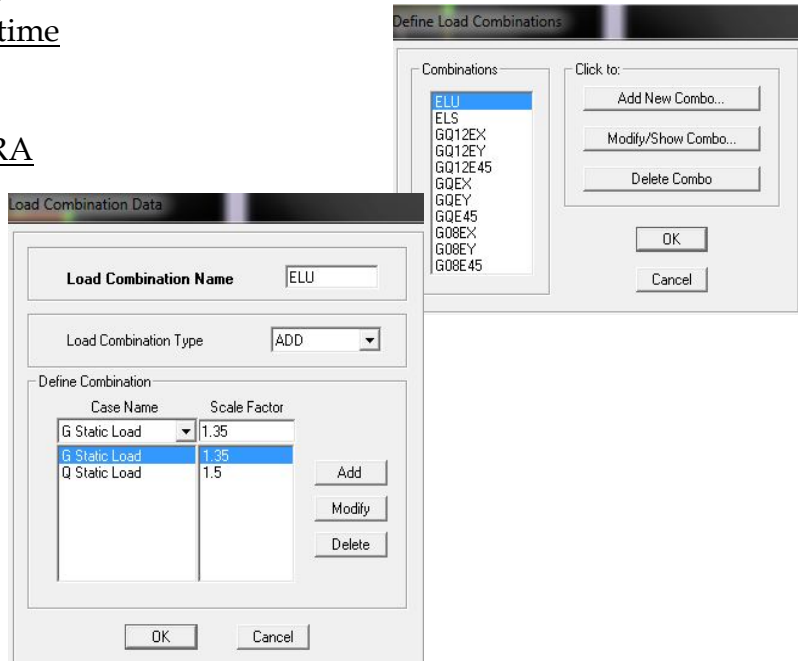 time
RA
Define Load Combinations
Combinations
ELU
ELS
GQ12EX
GQ12EY
GQ12E45
GQEX
GQEY
GQE45
G08EX
G08EY
G08E45
Click to:
Add New Combo...
Modify/Show Combo...
Delete Combo
OK
Cancel
Load Combination Data
Load Combination Name ELU
Load Combination Type ADD
Define Combination
Case Name Scale Factor
G Static Load 1.35
G Static Load 1.35
Q Static Load 1.5
Add
Modify
Delete
OK Cancel